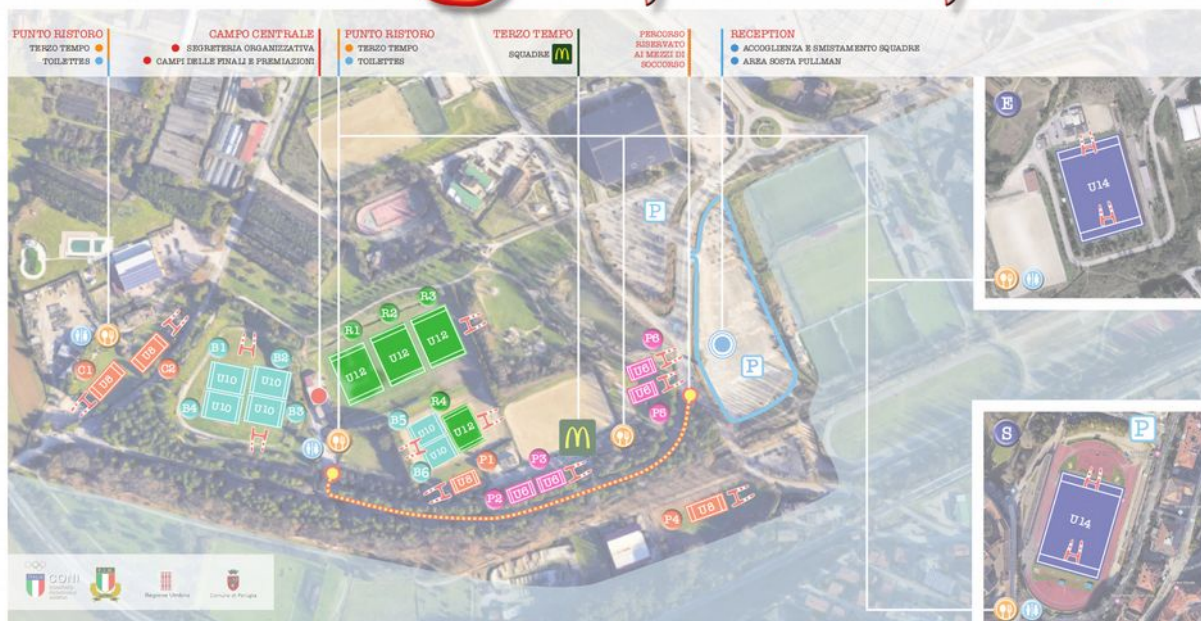 PUNTO RISTORO
TERZO TEMPO
TOILETTES
CAMPO CENTRALE
SEGRETERIA ORGANIZZATIVA
CAMPI DELLE FINALI E PREMIAZIONI
PUNTO RISTORO
TERZO TEMPO
TOILETTES
TERZO TEMPO
SQUADRE
PERCORSO
RISERVATO
AI MEZZI DI
SOCCORSO
RECEPTION
ACCOGLIENZA E SMISTAMENTO SQUADRE
AREA SOSTA PULLMAN
E
U14
P
R3
R2
R1
U12
U12
U12
B1
B2
U10
U10
U10
U10
B4
B3
C1
U8
U8
C2
P6
U6
U6
P5
P
R4
U12
B5
U10
U10
B6
P1
U8
P3
P2
U6
U6
P4
U8
S
P
U14
CONI
Regione Umbria
Comune di Perugia